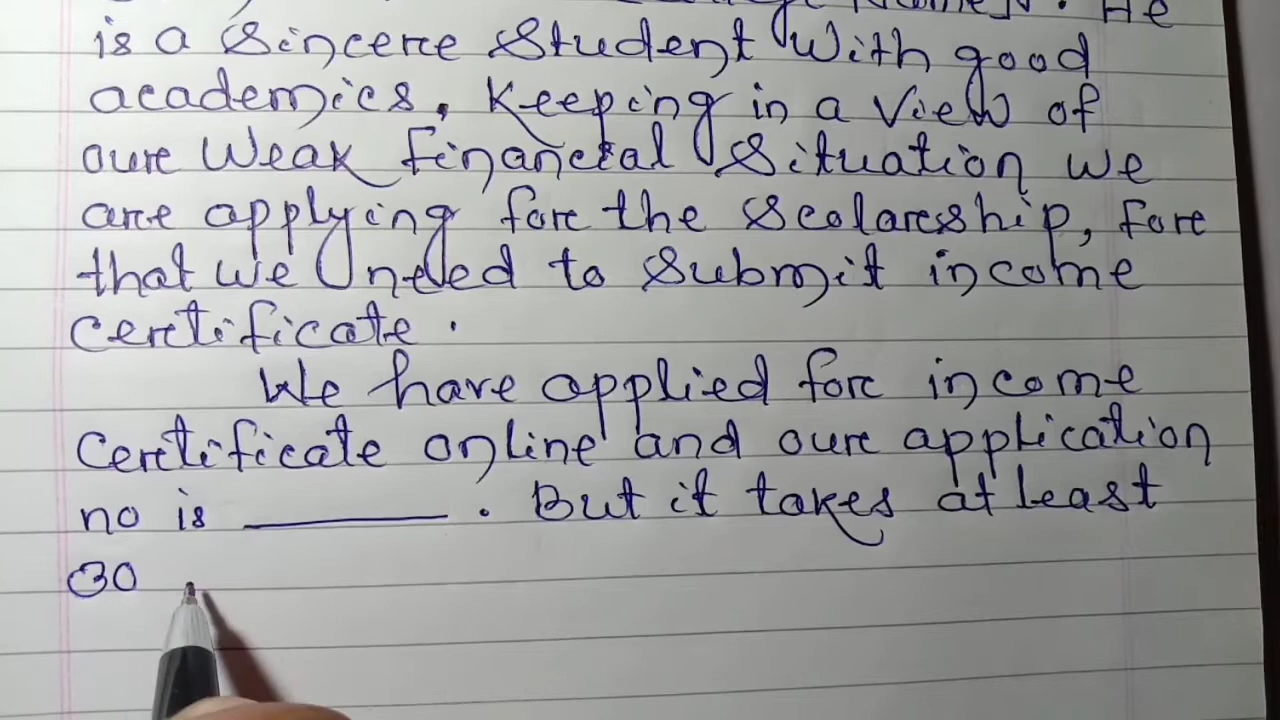 He
is a Sincere Student With good
academics. Keeping in a View of
our Weak Financial Situation We
are applying for the Scolarship, For
that We need to Submit income
Certificate.
We have applied for income
Certificate online and our application
no is ________. But it takes at least
30